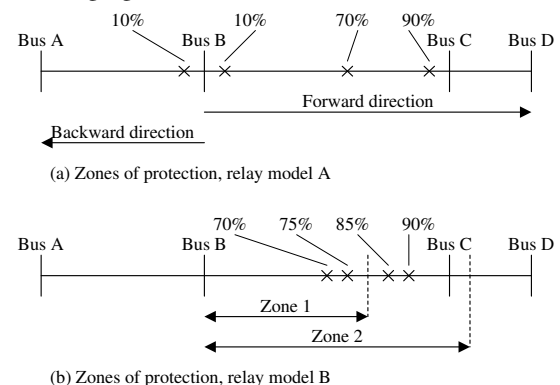 10% 10% 70% 90%
Bus A Bus B Bus C Bus D
Forward direction
Backward direction
(a) Zones of protection, relay model A
70% 75% 85% 90%
Bus A Bus B Bus C Bus D
Zone 1
Zone 2
(b) Zones of protection, relay model B